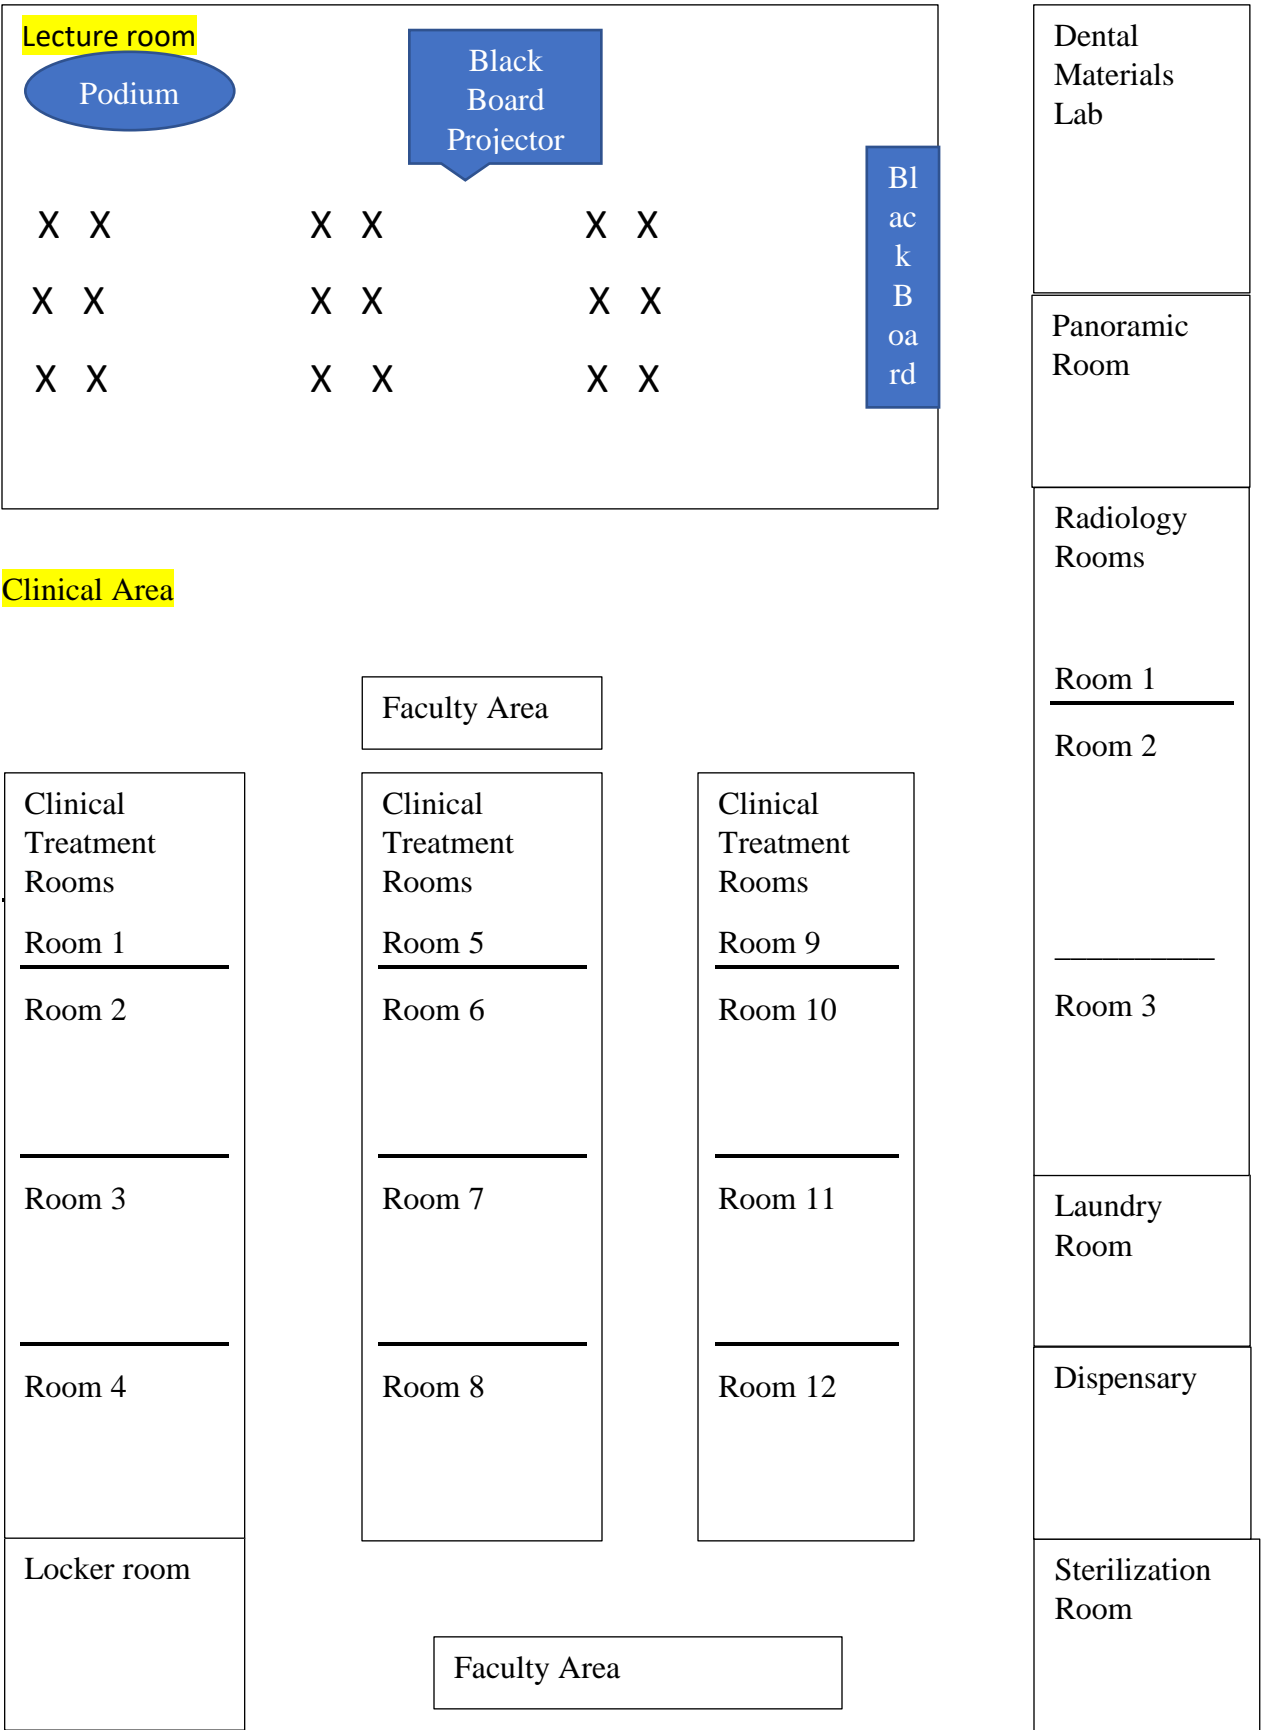 Lecture room
Podium
Black
Board
Projector
Bl
ac
k
B
oa
rd
X X X X X X
X X X X X X
X X X X X X
Dental
Materials
Lab
Panoramic
Room
Radiology
Rooms
Room 1
Room 2
__________
Room 3
Laundry
Room
Dispensary
Sterilization
Room
Clinical Area
Faculty Area
Clinical
Treatment
Rooms
Room 1
Room 2
Room 3
Room 4
Locker room
Clinical
Treatment
Rooms
Room 5
Room 6
Room 7
Room 8
Clinical
Treatment
Rooms
Room 9
Room 10
Room 11
Room 12
Faculty Area